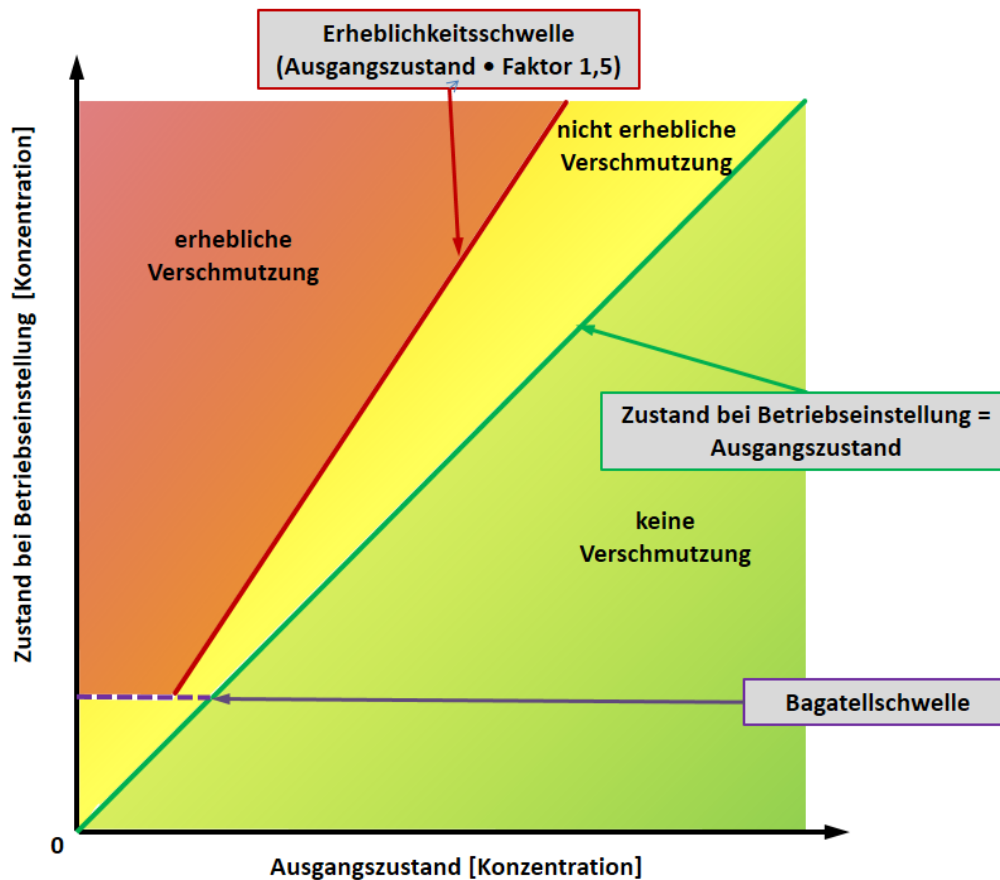 Erheblichkeitsschwelle
(Ausgangszustand • Faktor 1,5)
nicht erhebliche
Verschmutzung
erhebliche
Verschmutzung
Zustand bei Betriebseinstellung [Konzentration]
Zustand bei Betriebseinstellung =
Ausgangszustand
keine
Verschmutzung
Bagatellschwelle
0
Ausgangszustand [Konzentration]